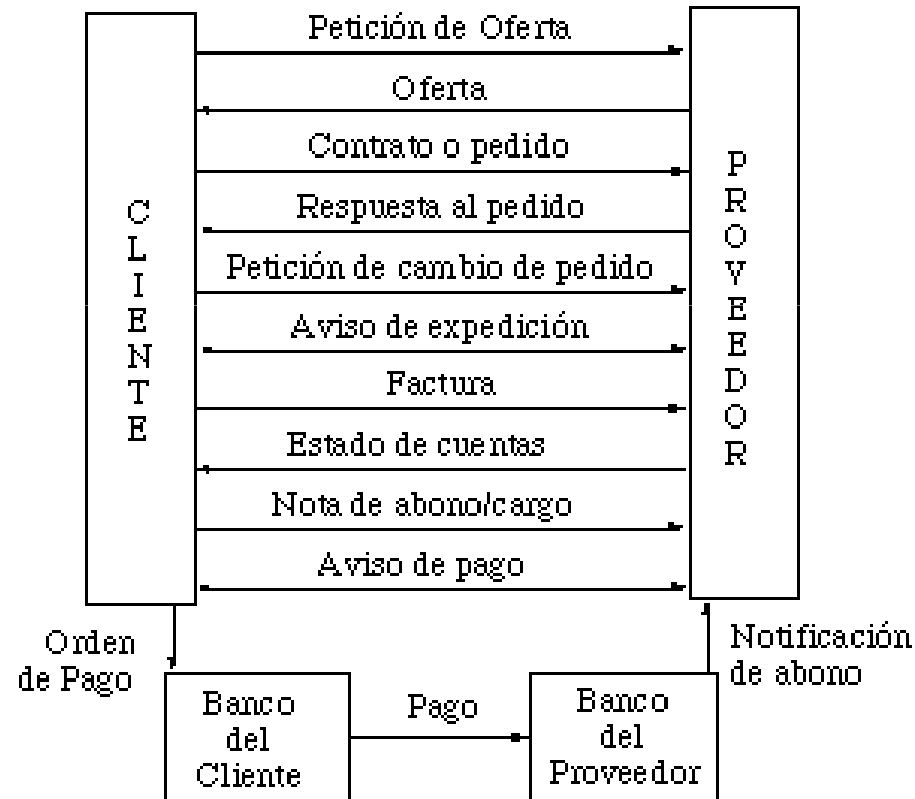 Petición de Oferta
Oferta
Contrato o pedido
Respuesta al pedido
Petición de cambio de pedido
Aviso de expedición
Factura
Estado de cuentas
Nota de abono/cargo
Aviso de pago
CLIENTE
PROVEEDOR
Orden
de Pago
Notificación
de abono
Banco
del
Cliente
Pago
Banco
del
Proveedor